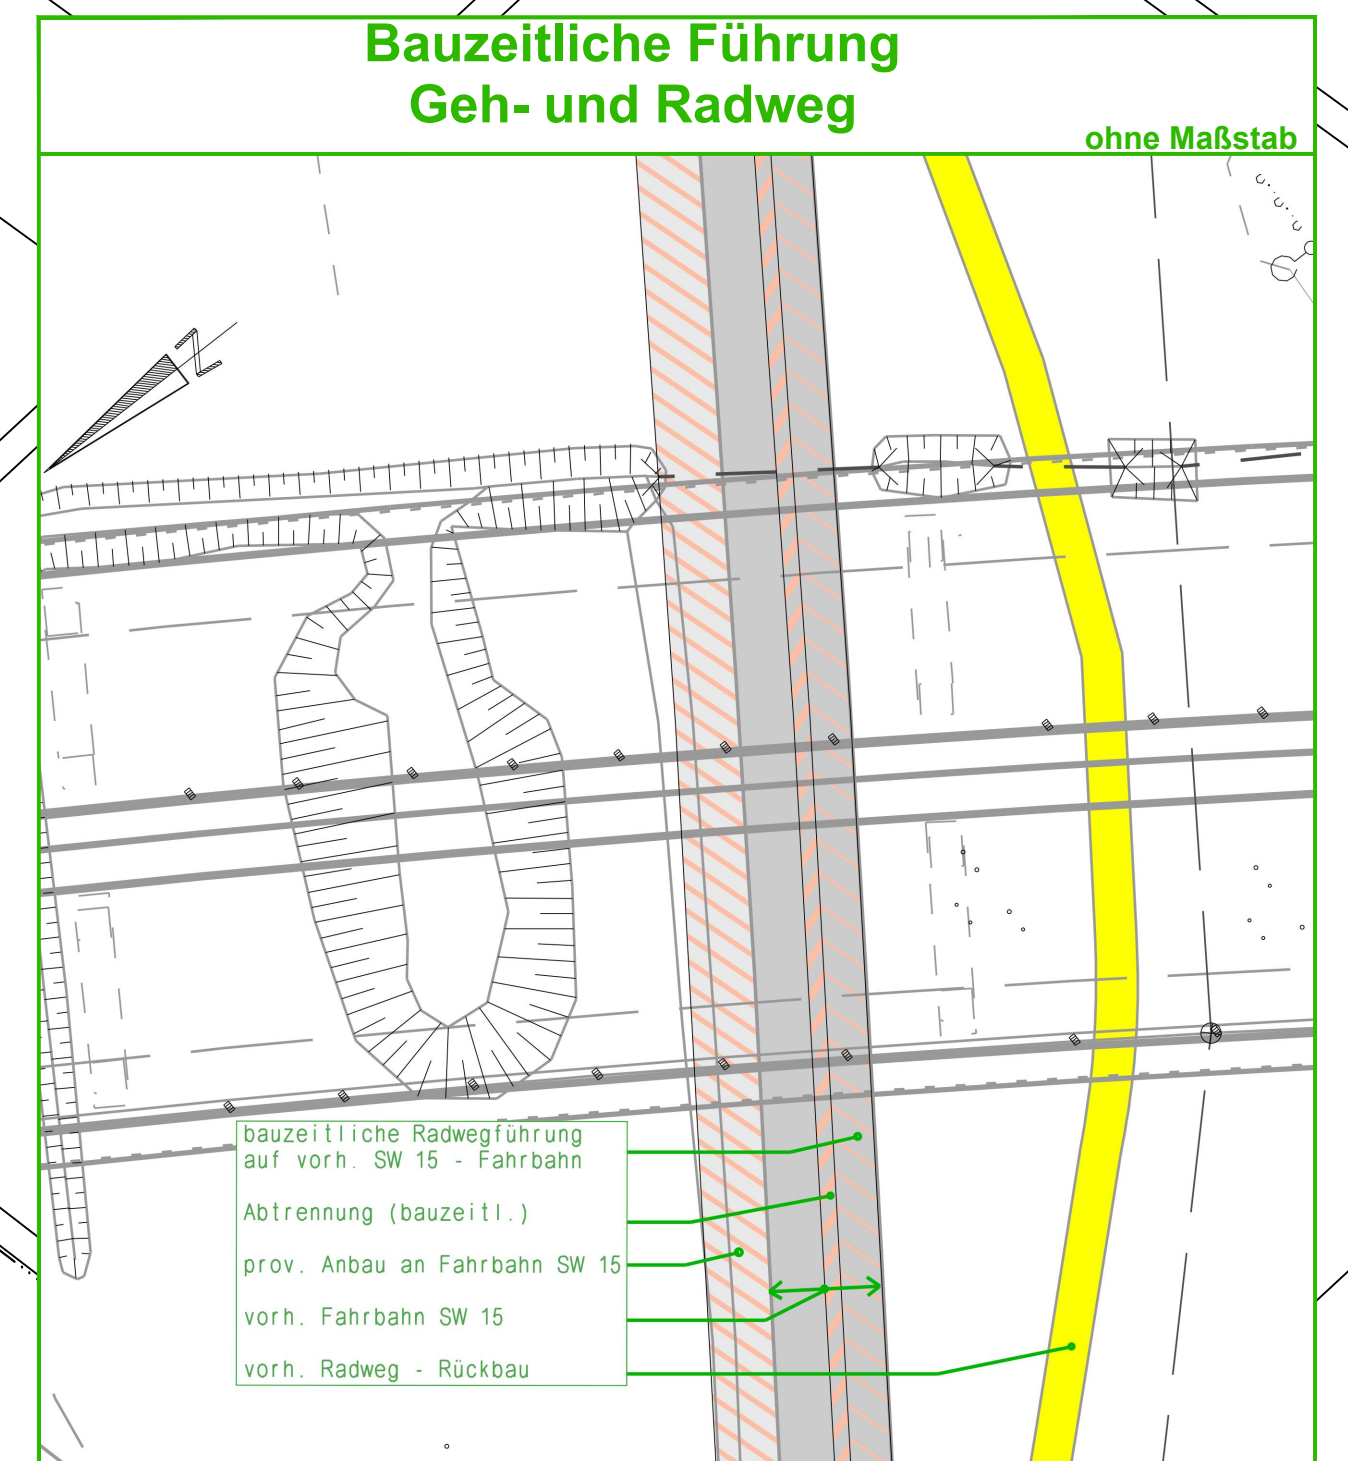 Bauzeitliche Führung
Geh- und Radweg
ohne Maßstab
N
bauzeitliche Radwegführung
auf vorh. SW 15 - Fahrbahn
Abtrennung (bauzeitl.)
prov. Anbau an Fahrbahn SW 15
vorh. Fahrbahn SW 15
vorh. Radweg - Rückbau